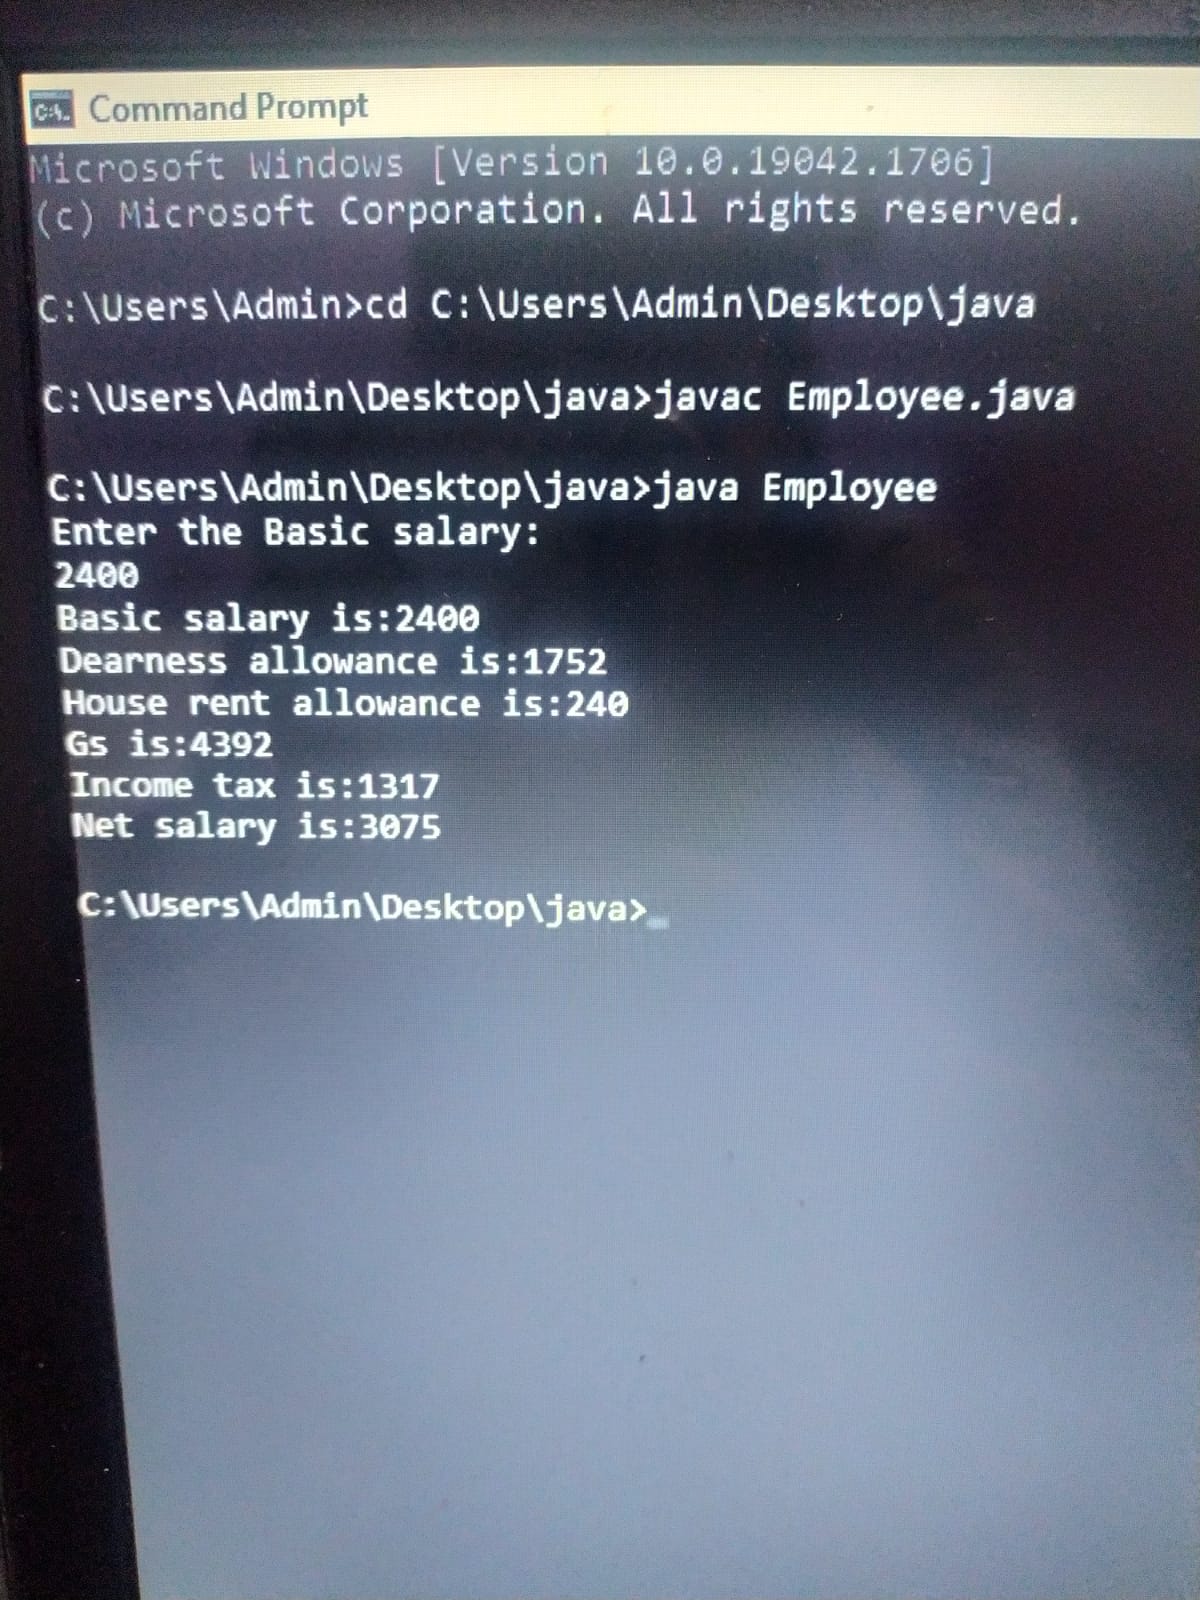 Command Prompt
Microsoft Windows [Version 10.0.19042.1706]
(c) Microsoft Corporation. All rights reserved.
C:\Users\Admin>cd C:\Users\Admin\Desktop\java
C:\Users\Admin\Desktop\java>javac Employee.java
C:\Users\Admin\Desktop\java>java Employee
Enter the Basic salary:
2400
Basic salary is:2400
Dearness allowance is:1752
House rent allowance is:240
Gs is:4392
Income tax is:1317
Net salary is:3075
C:\Users\Admin\Desktop\java>_